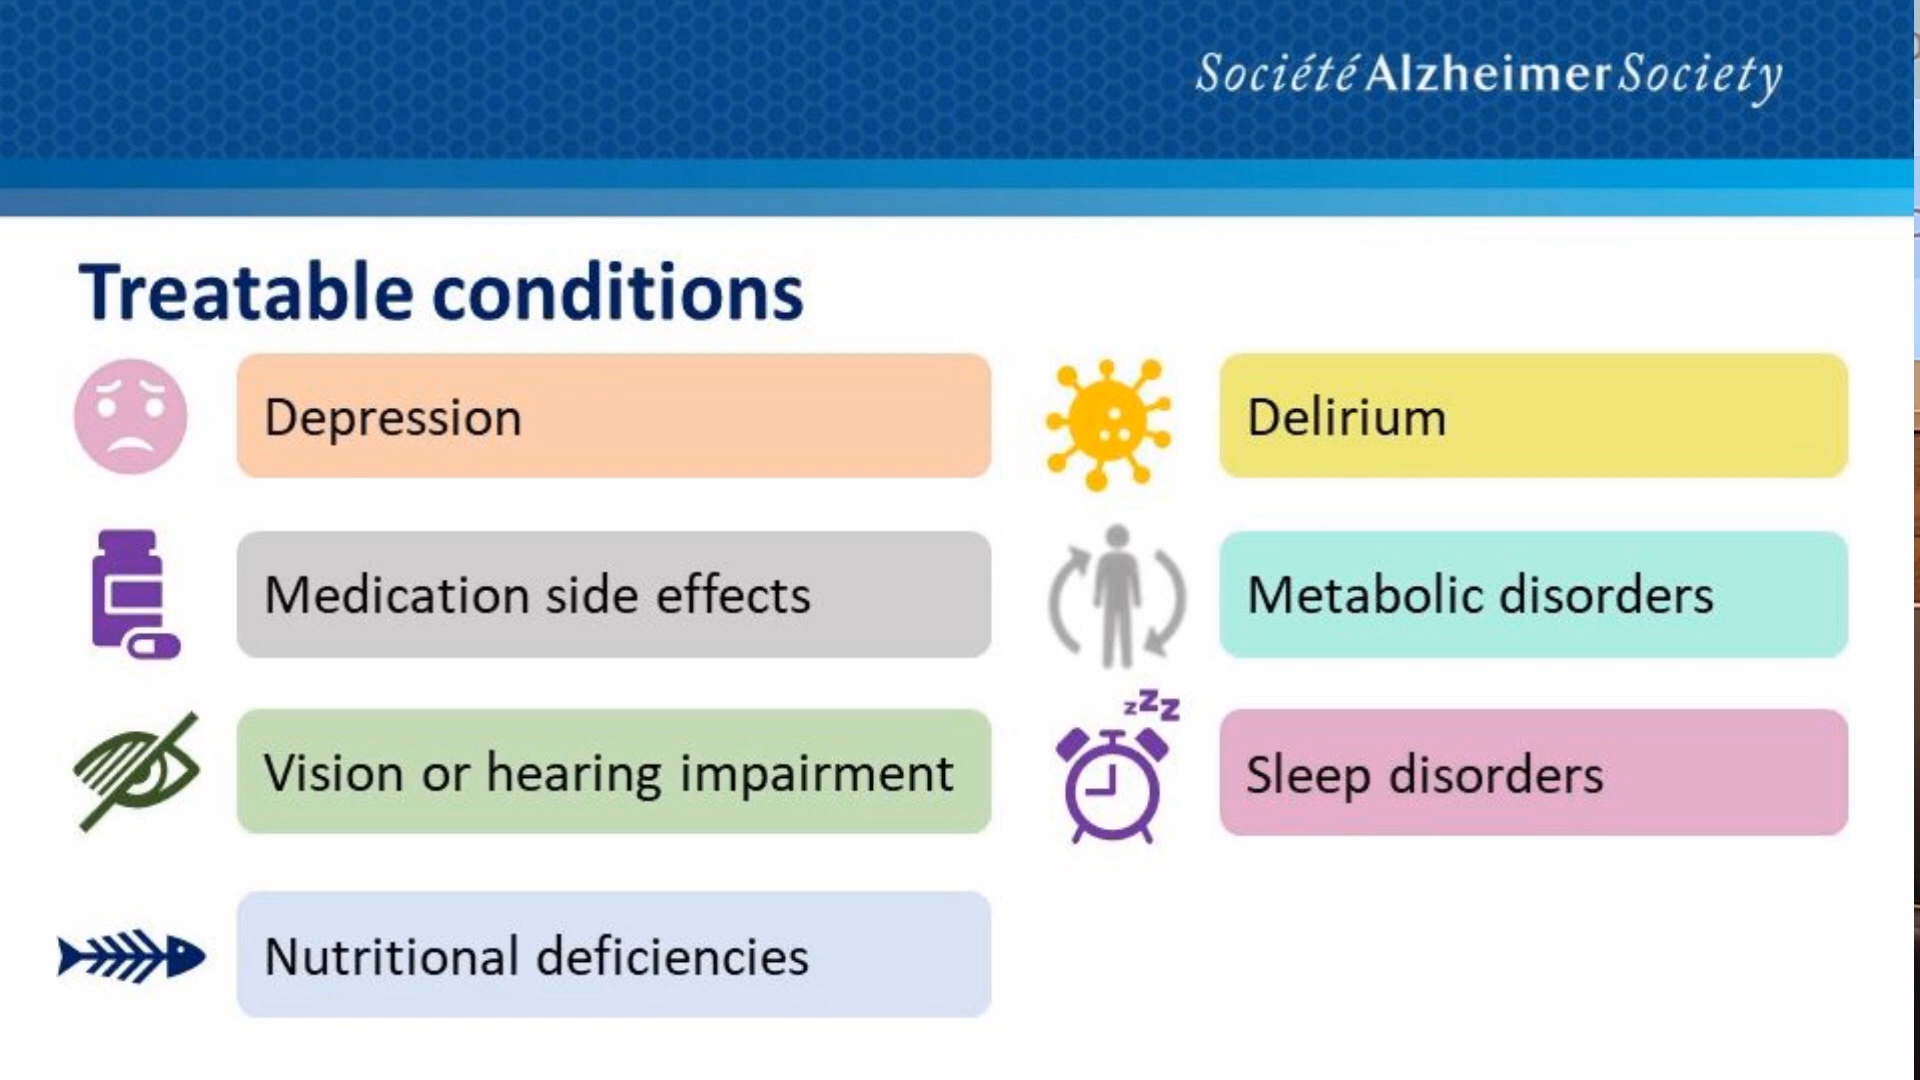 Société Alzheimer Society
Treatable conditions
Depression
Delirium
Medication side effects
Metabolic disorders
zzz
Vision or hearing impairment
Sleep disorders
Nutritional deficiencies